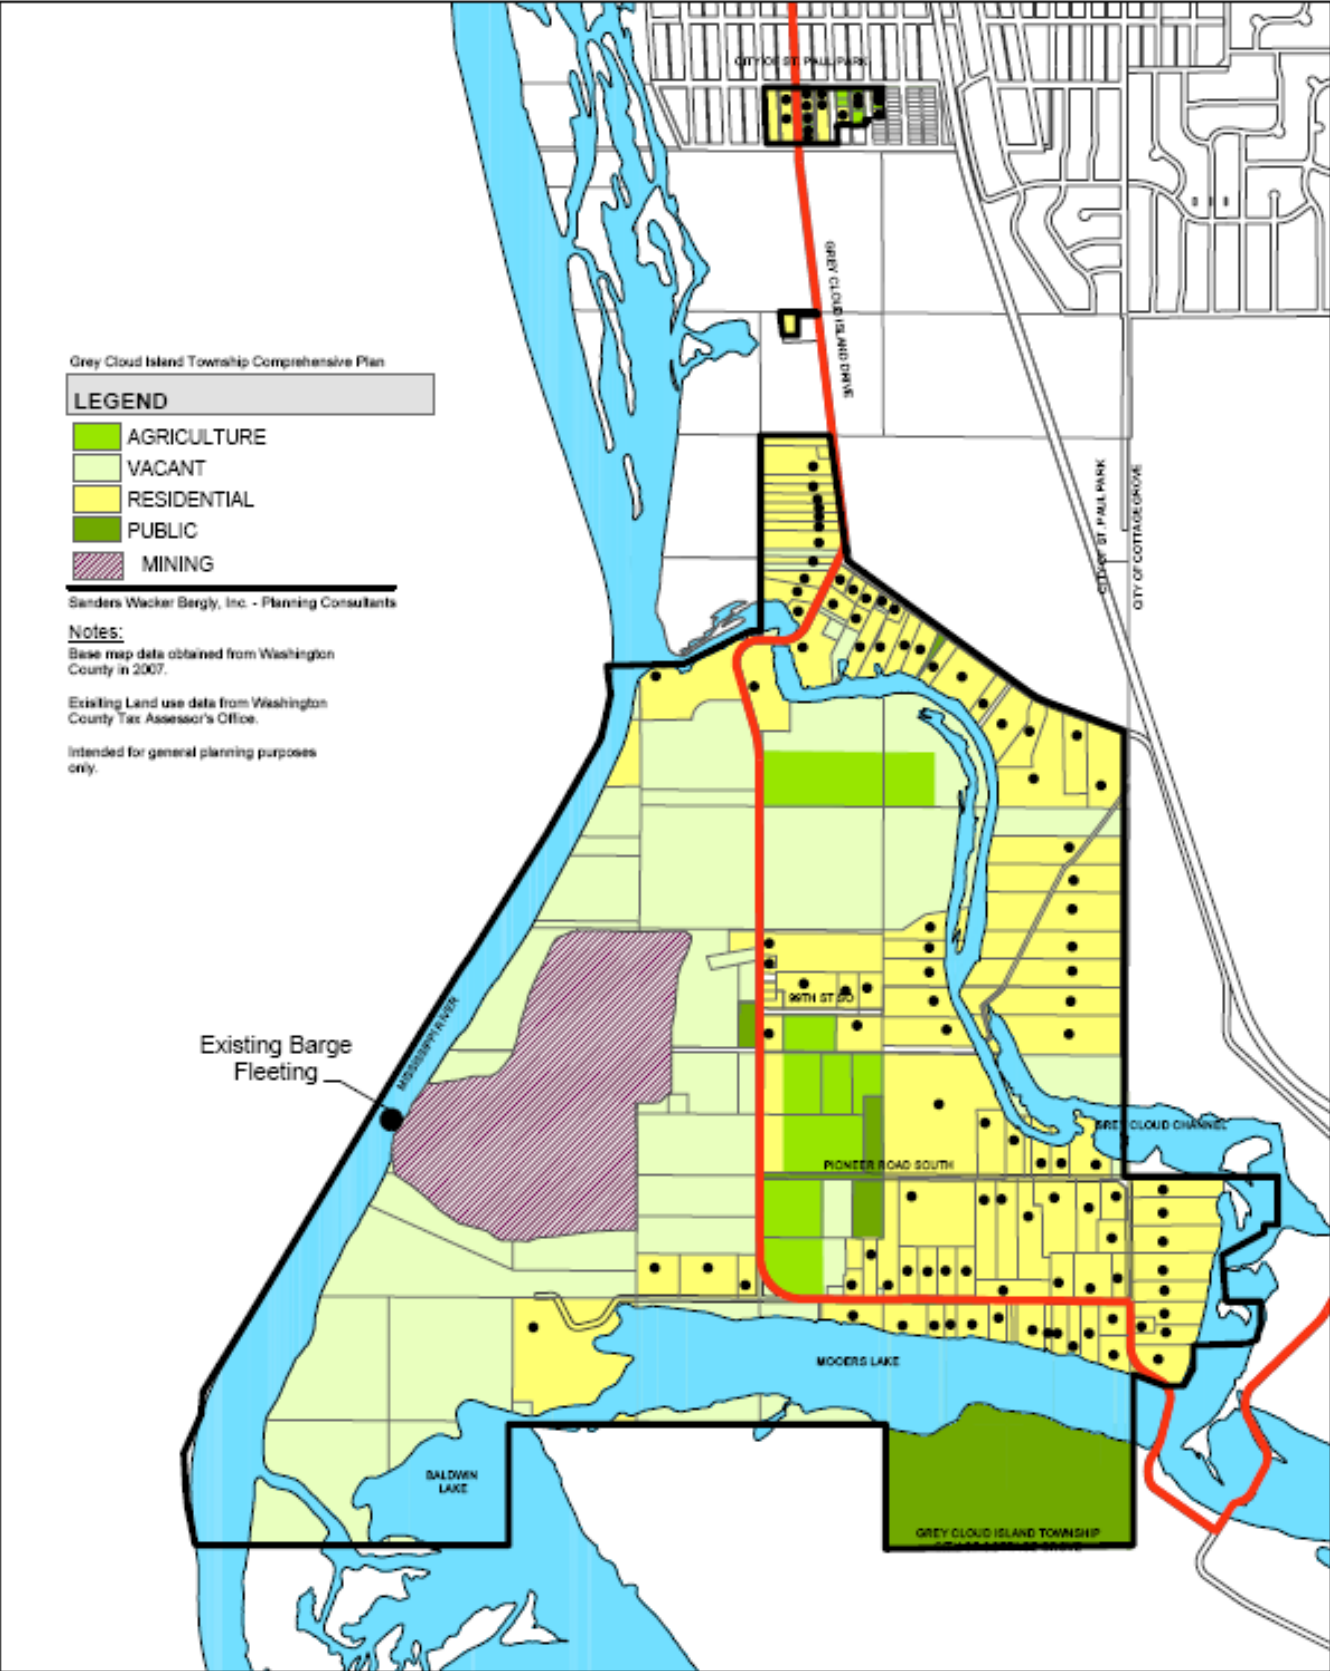 CITY OF ST. PAUL PARK
GREY CLOUD ISLAND DRIVE
Grey Cloud Island Township Comprehensive Plan
LEGEND
AGRICULTURE
VACANT
RESIDENTIAL
PUBLIC
MINING
Sanders Wacker Bergly, Inc. - Planning Consultants
Notes:
Base map data obtained from Washington
County in 2007.
Existing Land use data from Washington
County Tax Assessor's Office.
Intended for general planning purposes
only.
CITY OF ST. PAUL PARK
CITY OF COTTAGE GROVE
99TH ST SO
MISSISSIPPI RIVER
Existing Barge
Fleeting
GREY CLOUD CHANNEL
PIONEER ROAD SOUTH
MOOERS LAKE
BALDWIN
LAKE
GREY CLOUD ISLAND TOWNSHIP